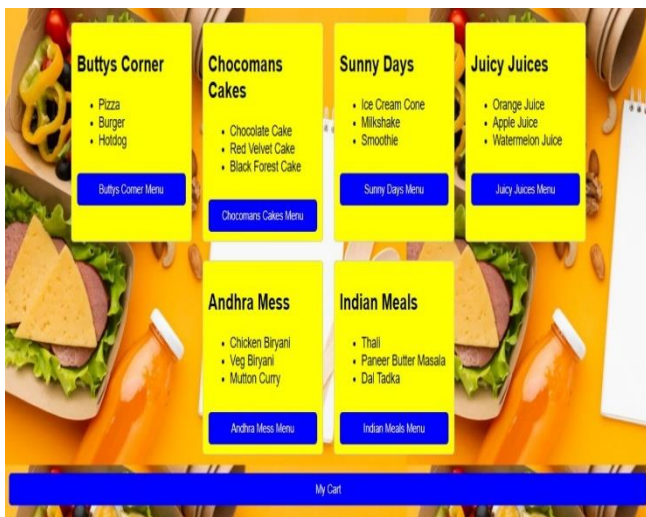 Buttys Corner
Pizza
Burger
Hotdog
Buttys Corner Menu
Chocomans
Cakes
Chocolate Cake
Red Velvet Cake
Black Forest Cake
Chocomans Cakes Menu
Sunny Days
Ice Cream Cone
Milkshake
Smoothie
Sunny Days Menu
Juicy Juices
Orange Juice
Apple Juice
Watermelon Juice
Juicy Juices Menu
Andhra Mess
Chicken Biryani
Veg Biryani
Mutton Curry
Andhra Mess Menu
Indian Meals
Thali
Paneer Butter Masala
Dal Tadka
Indian Meals Menu
My Cart